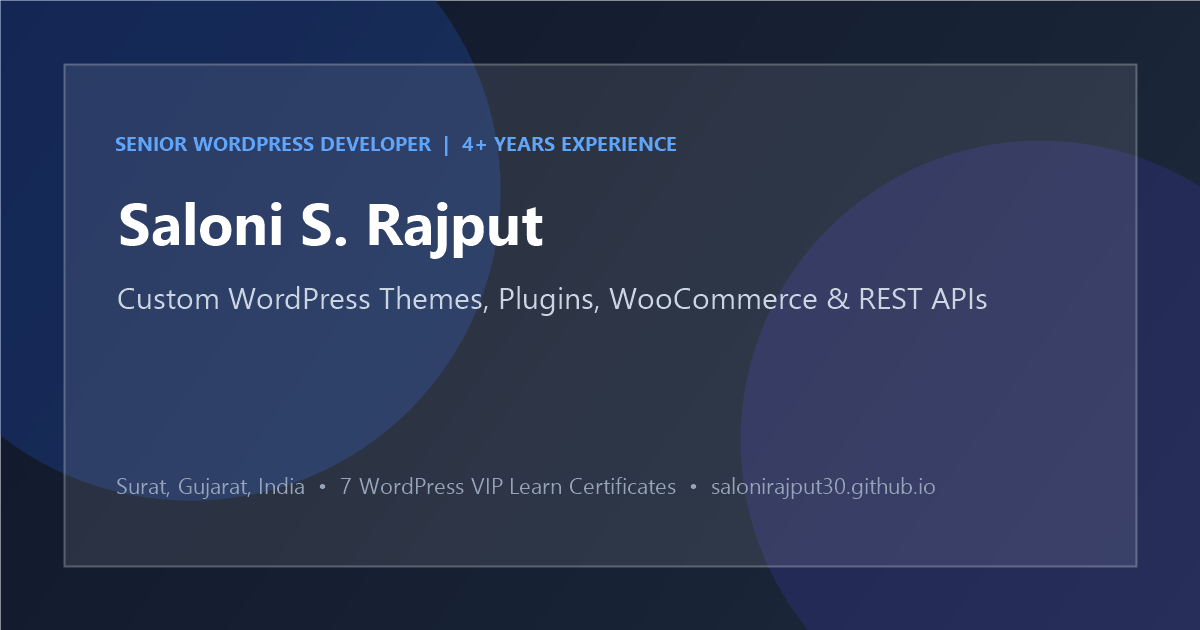 SENIOR WORDPRESS DEVELOPER | 4+ YEARS EXPERIENCE
Saloni S. Rajput
Custom WordPress Themes, Plugins, WooCommerce & REST APIs
Surat, Gujarat, India • 7 WordPress VIP Learn Certificates • salonirajput30.github.io